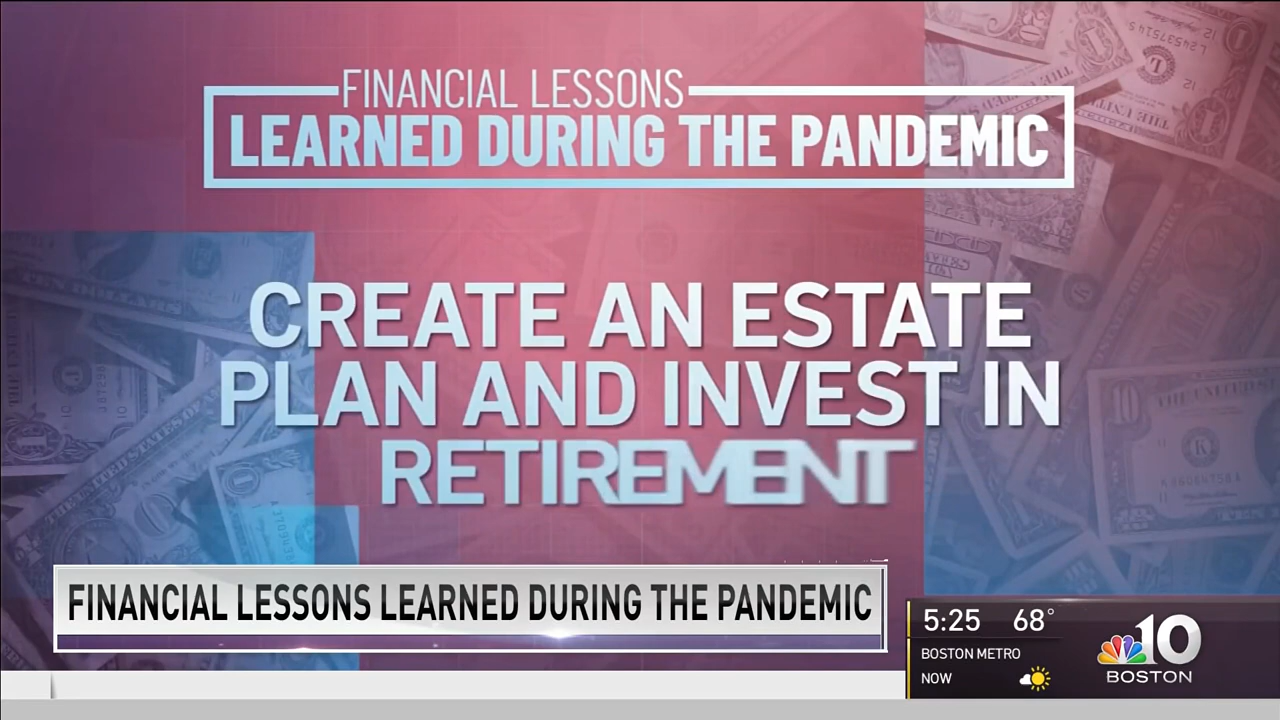 FINANCIAL LESSONS
LEARNED DURING THE PANDEMIC
CREATE AN ESTATE
PLAN AND INVEST IN
RETIREMENT
FINANCIAL LESSONS LEARNED DURING THE PANDEMIC
5:25 68°
BOSTON METRO
NOW
10
BOSTON